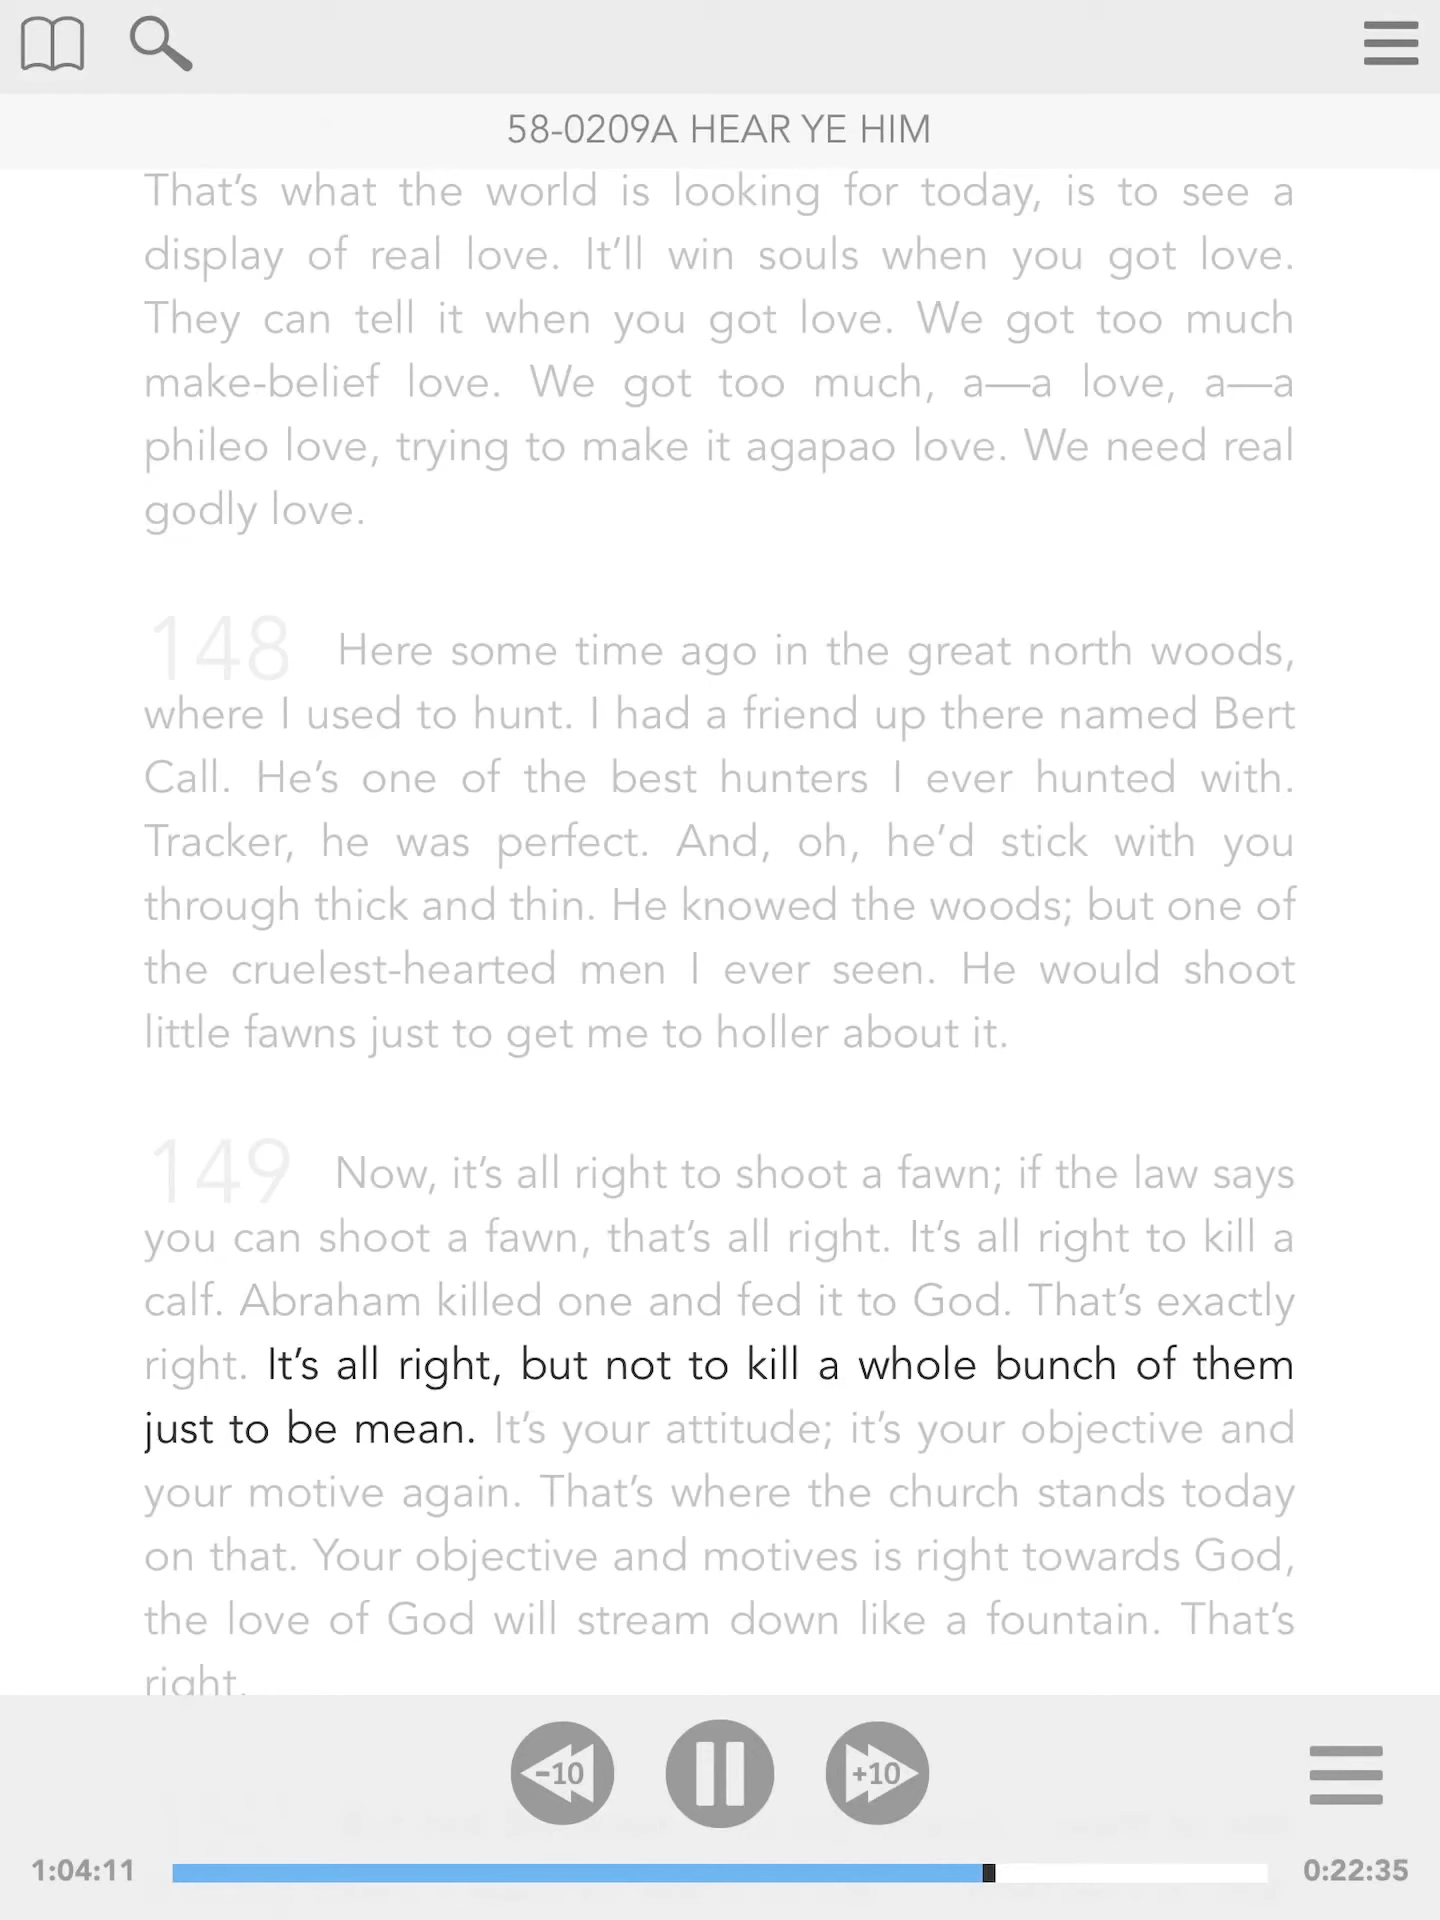 58-0209A HEAR YE HIM
That’s what the world is looking for today, is to see a
display of real love. It’ll win souls when you got love.
They can tell it when you got love. We got too much
make-belief love. We got too much, a—a love, a—a
phileo love, trying to make it agapao love. We need real
godly love.
148 Here some time ago in the great north woods,
where I used to hunt. I had a friend up there named Bert
Call. He’s one of the best hunters I ever hunted with.
Tracker, he was perfect. And, oh, he’d stick with you
through thick and thin. He knowed the woods; but one of
the cruelest-hearted men I ever seen. He would shoot
little fawns just to get me to holler about it.
149 Now, it’s all right to shoot a fawn; if the law says
you can shoot a fawn, that’s all right. It’s all right to kill a
calf. Abraham killed one and fed it to God. That’s exactly
right. It’s all right, but not to kill a whole bunch of them
just to be mean. It’s your attitude; it’s your objective and
your motive again. That’s where the church stands today
on that. Your objective and motives is right towards God,
the love of God will stream down like a fountain. That’s
right.
-10 +10
1:04:11 0:22:35